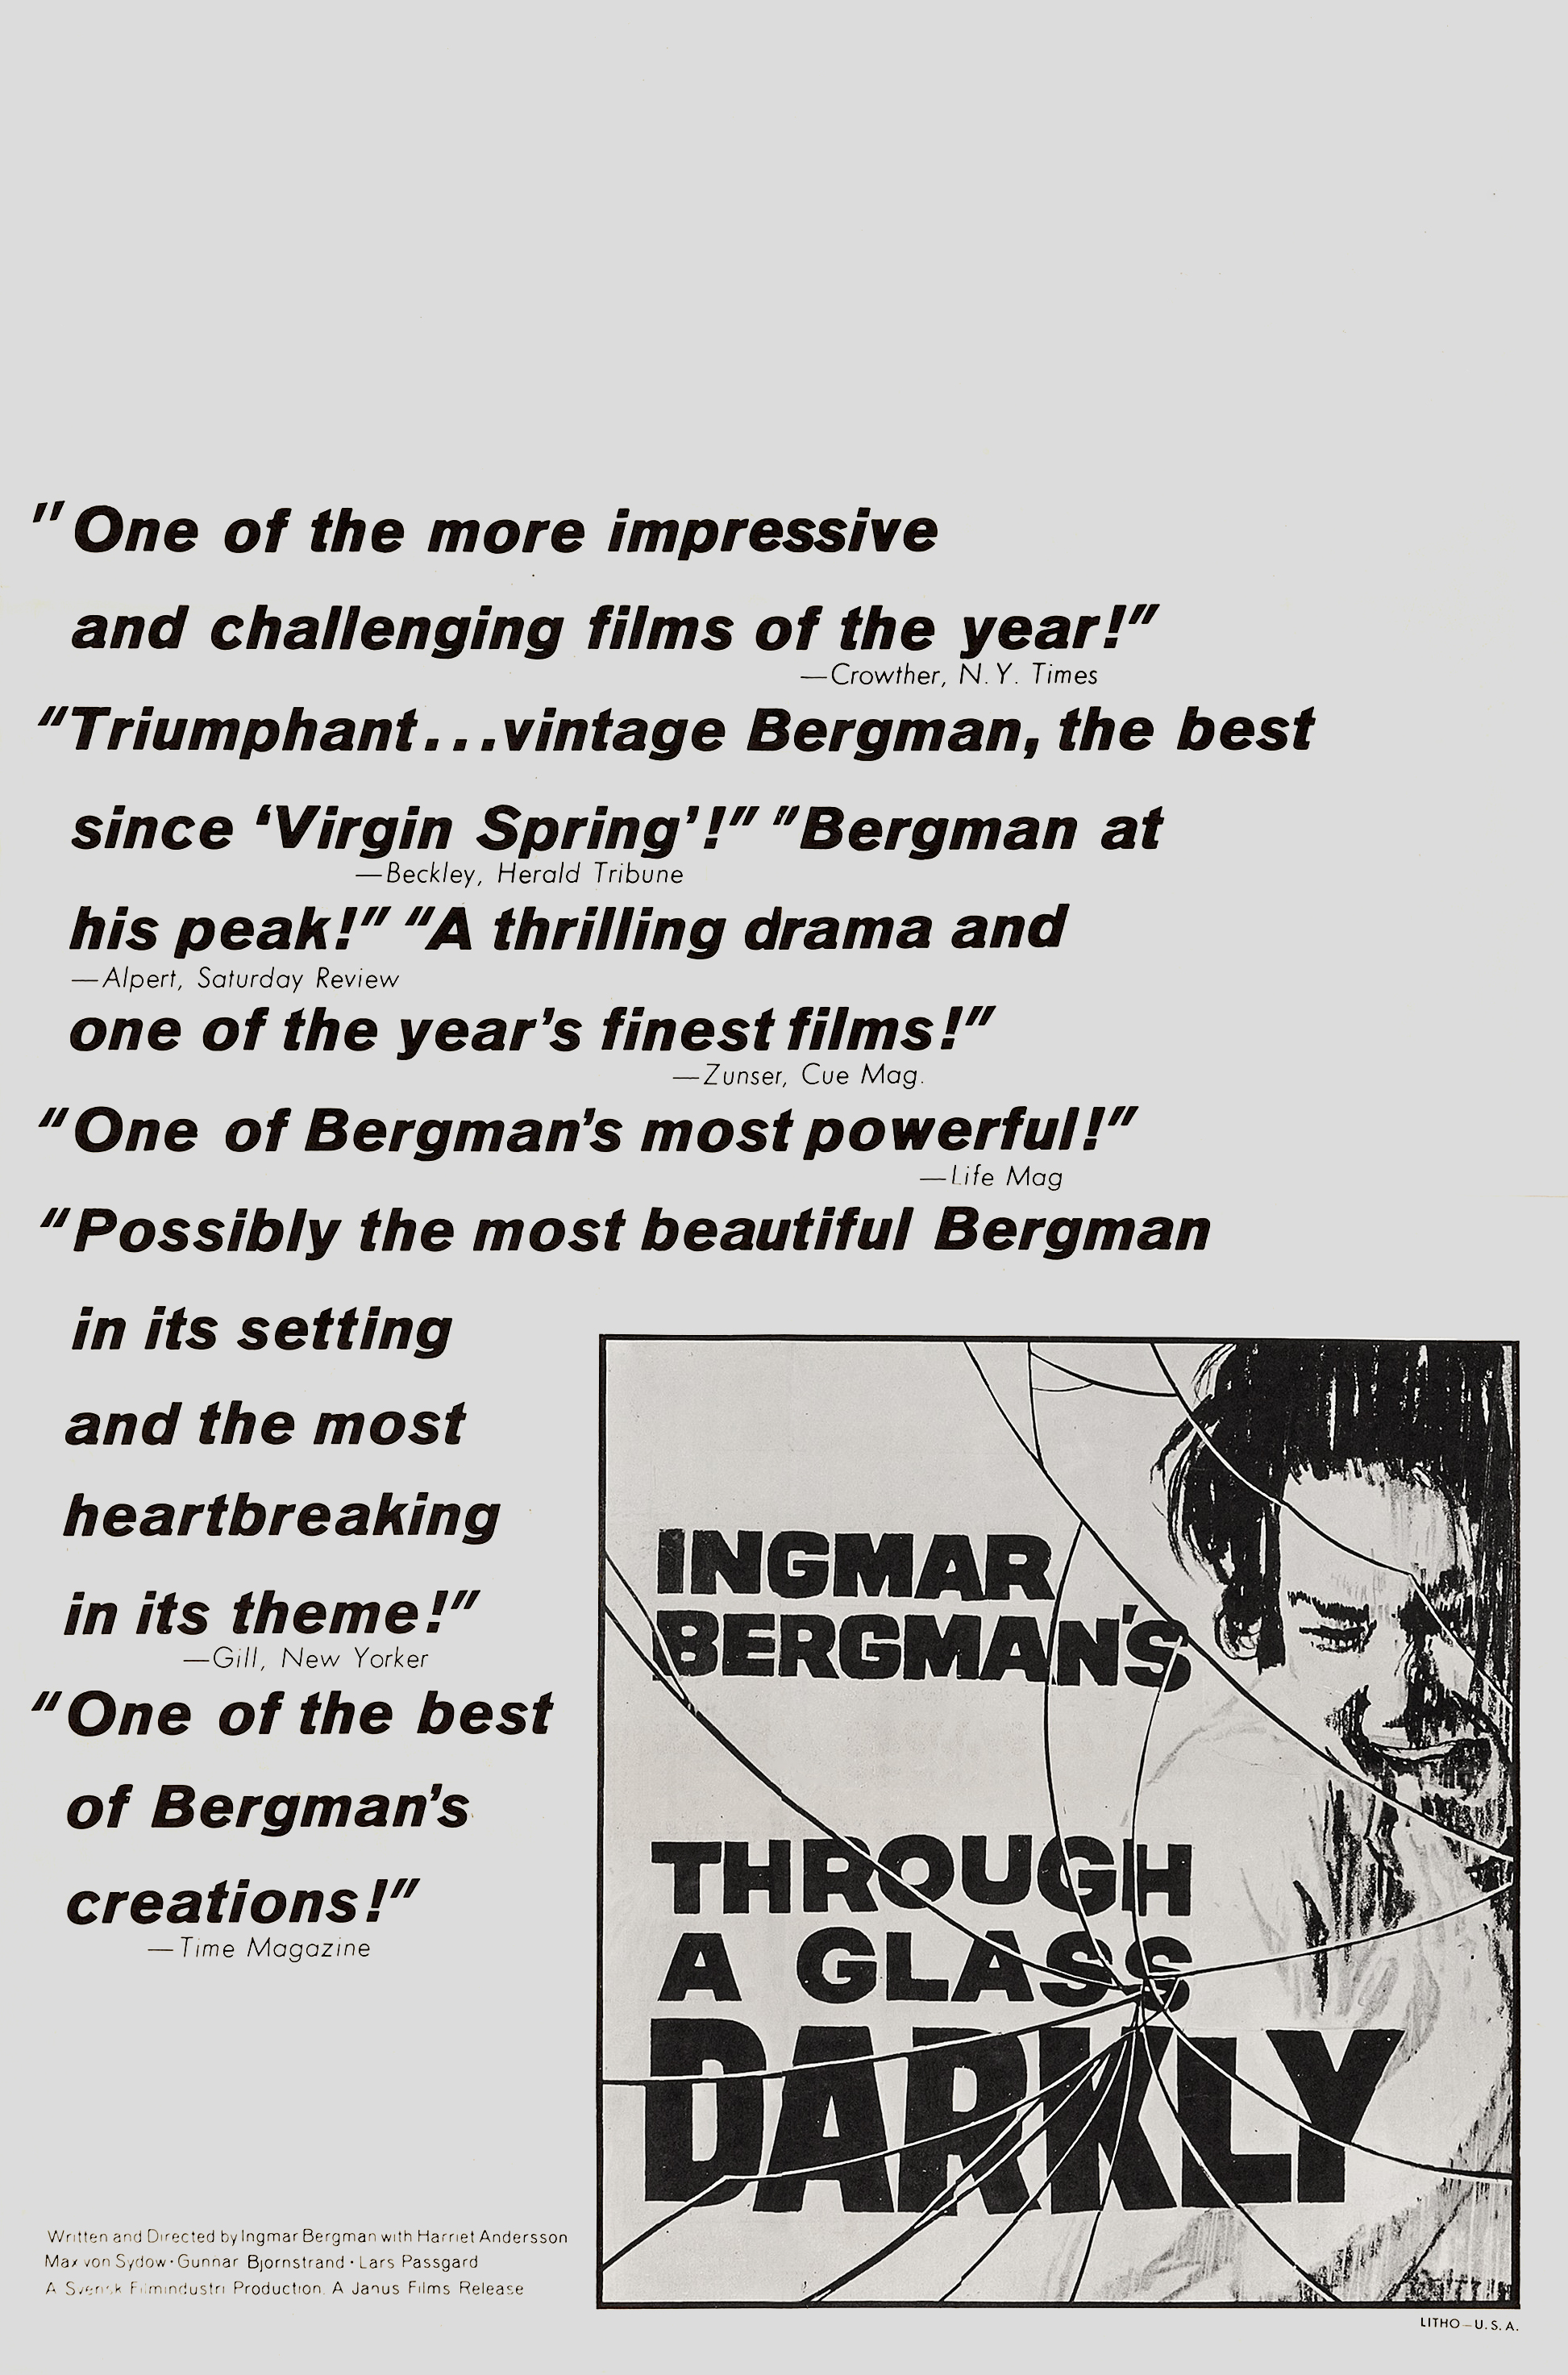 "One of the more impressive
and challenging films of the year!"
—Crowther, N.Y. Times
"Triumphant...vintage Bergman, the best
since 'Virgin Spring'!" "Bergman at
—Beckley, Herald Tribune
his peak!" "A thrilling drama and
—Alpert, Saturday Review
one of the year's finest films!"
—Zunser, Cue Mag.
"One of Bergman's most powerful!"
—Life Mag
"Possibly the most beautiful Bergman
in its setting
and the most
heartbreaking
in its theme!"
—Gill, New Yorker
"One of the best
of Bergman's
creations!"
—Time Magazine
INGMAR
BERGMAN'S
THROUGH
A GLASS
DARKLY
Written and Directed by Ingmar Bergman with Harriet Andersson
Max von Sydow · Gunnar Bjornstrand · Lars Passgard
A Svensk Filmindustri Production. A Janus Films Release
LITHO—U.S.A.